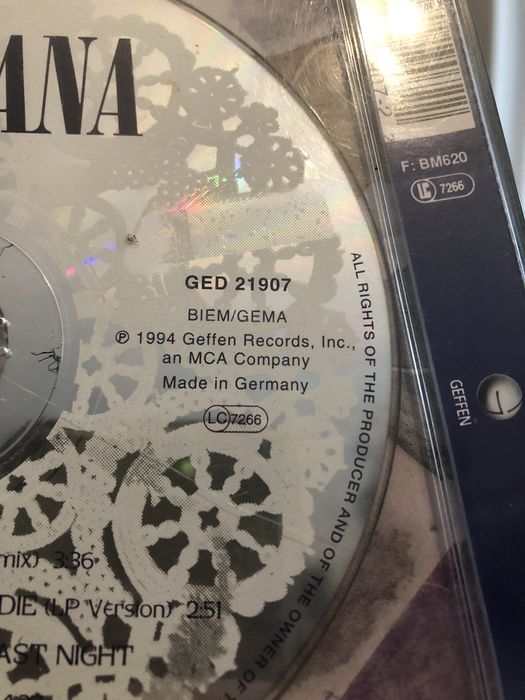 ANA
F: BM620
LC 7266
GED 21907
BIEM/GEMA
℗ 1994 Geffen Records, Inc.,
an MCA Company
Made in Germany
LC 7266
ALL RIGHTS OF THE PRODUCER AND OF THE OWNER OF
GEFFEN
mix) 3:36
DIE (LP Version) 2:51
AST NIGHT